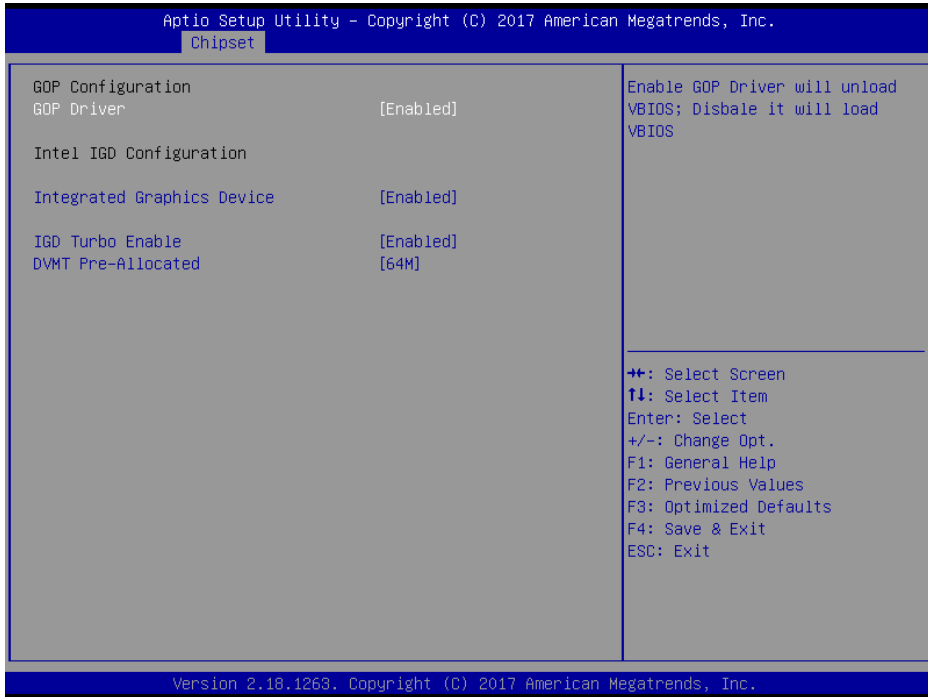 Aptio Setup Utility – Copyright (C) 2017 American Megatrends, Inc.
Chipset
GOP Configuration
GOP Driver [Enabled]
Intel IGD Configuration
Integrated Graphics Device [Enabled]
IGD Turbo Enable [Enabled]
DVMT Pre-Allocated [64M]
Enable GOP Driver will unload
VBIOS; Disbale it will load
VBIOS
→←: Select Screen
↑↓: Select Item
Enter: Select
+/-: Change Opt.
F1: General Help
F2: Previous Values
F3: Optimized Defaults
F4: Save & Exit
ESC: Exit
Version 2.18.1263. Copyright (C) 2017 American Megatrends, Inc.